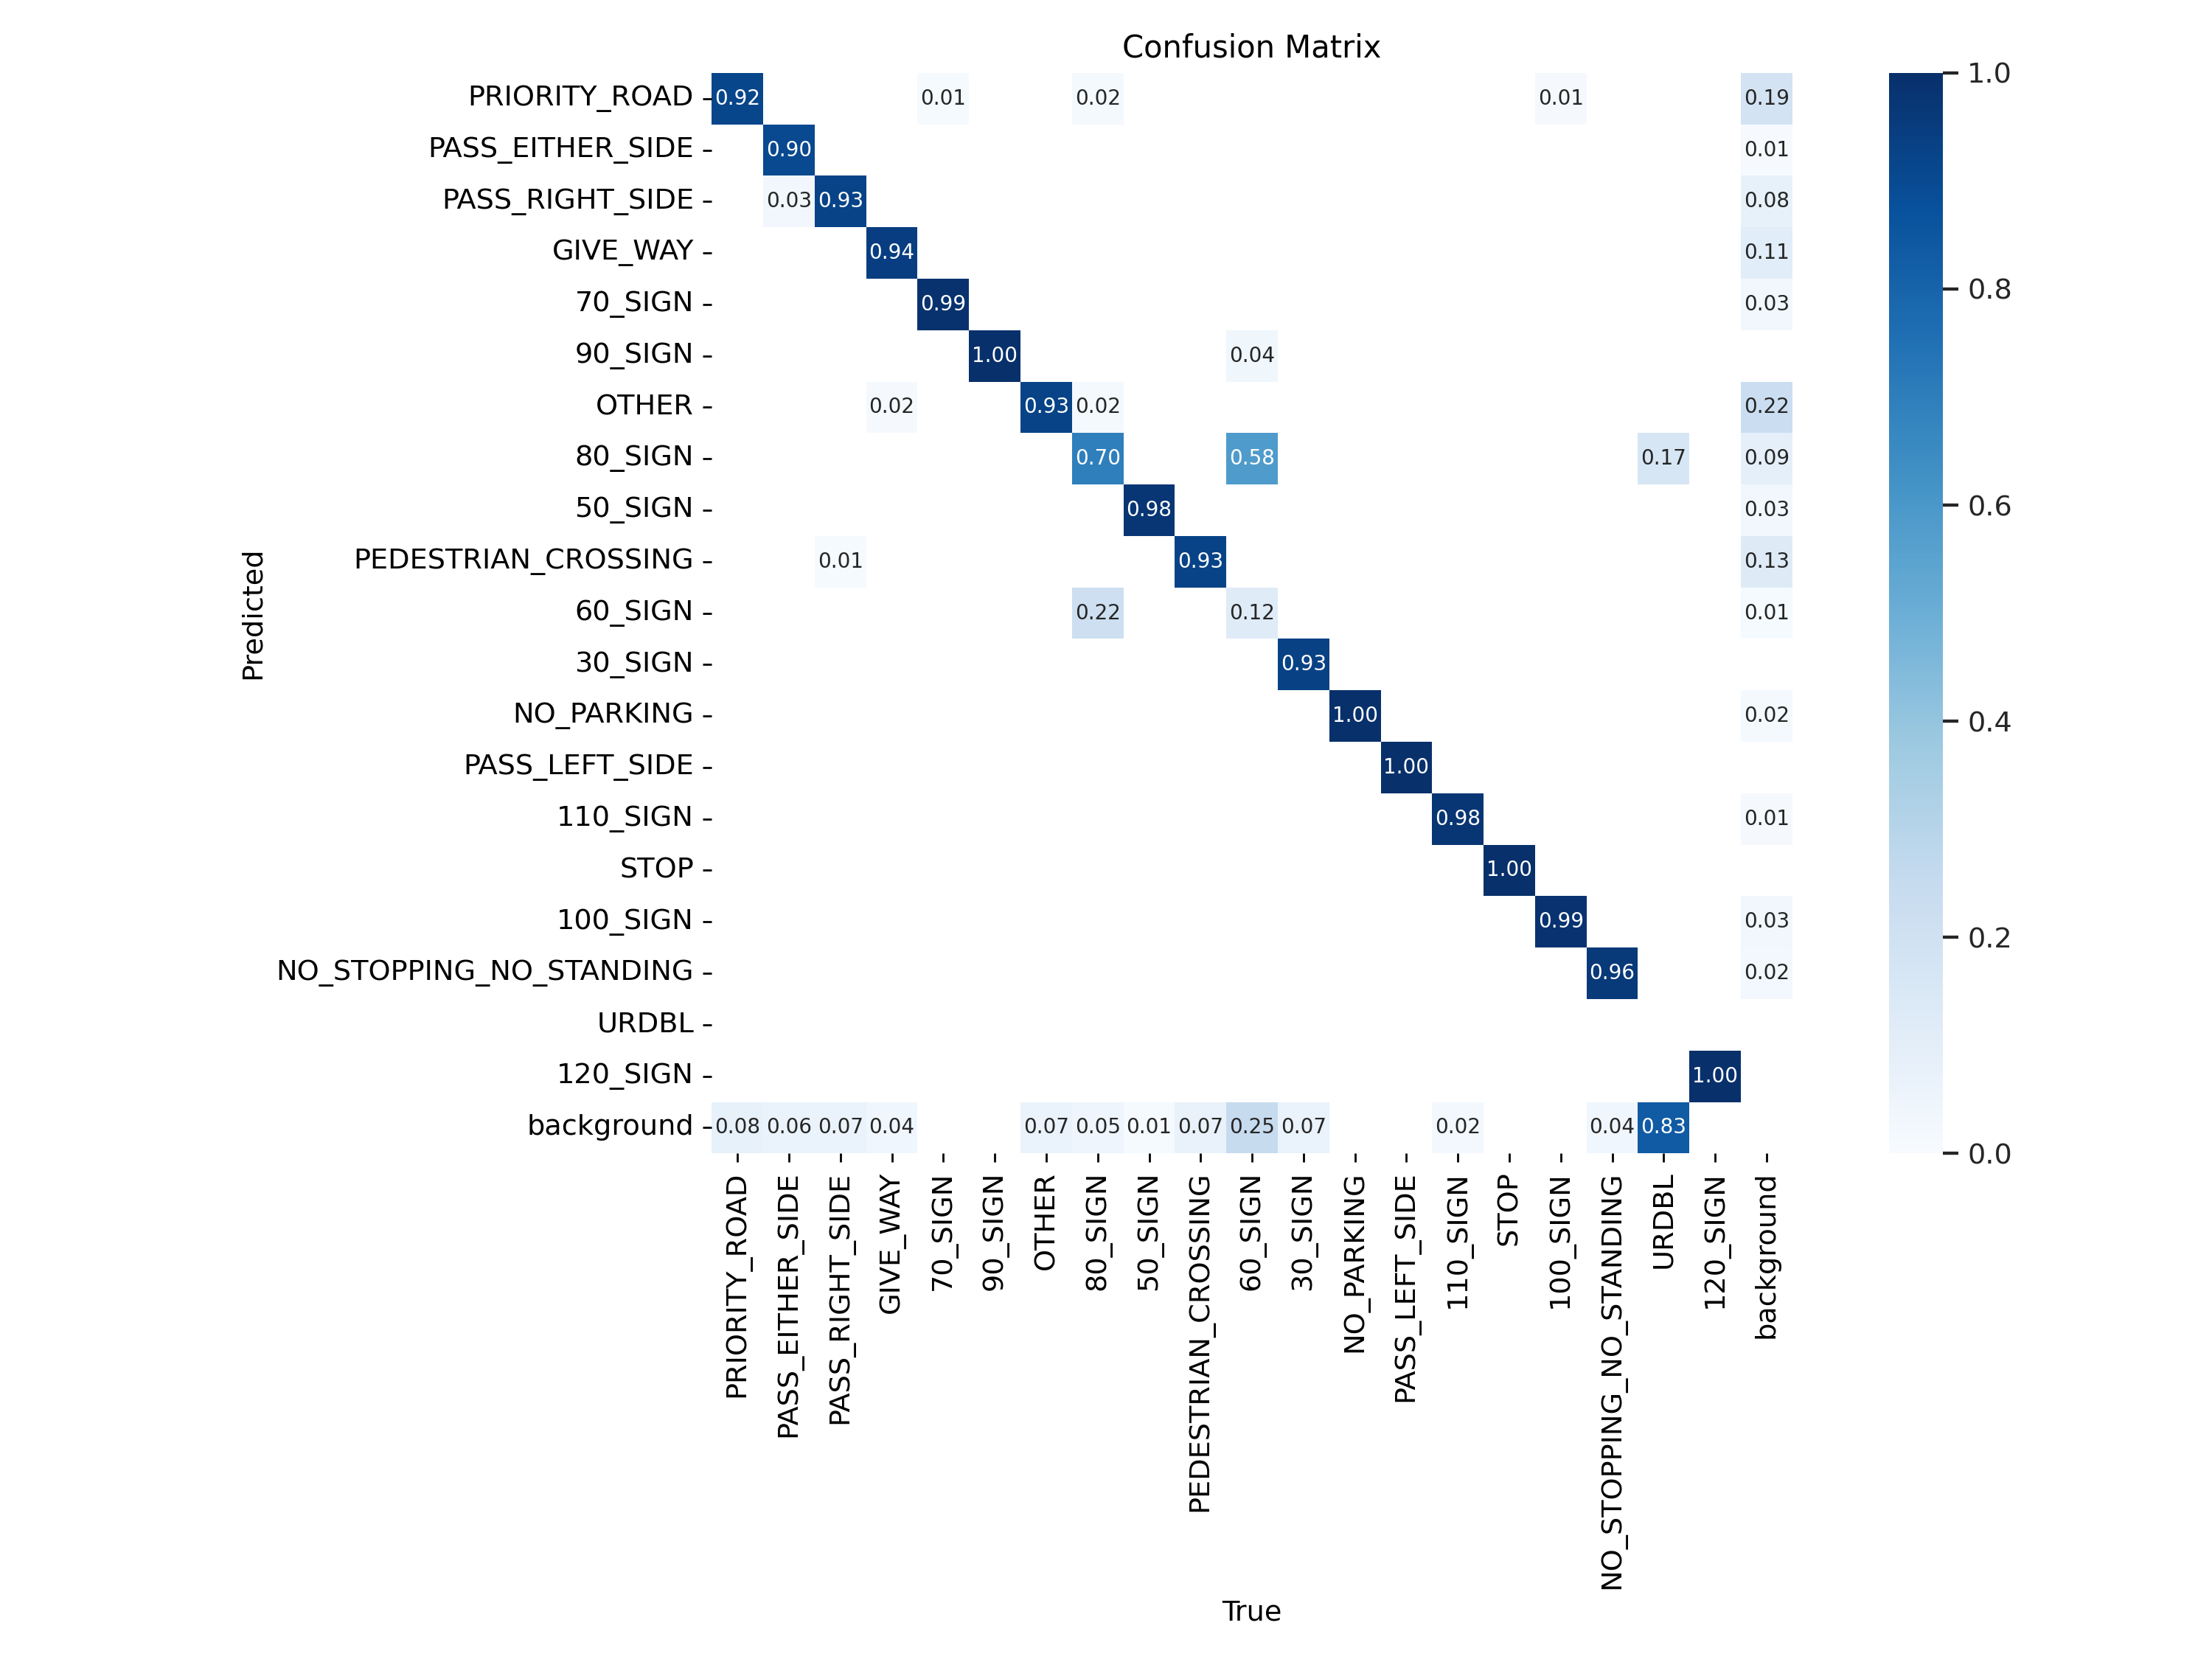 Confusion Matrix
PRIORITY_ROAD 0.92 0.01 0.02 0.01 0.19 1.0
PASS_EITHER_SIDE 0.90 0.01
PASS_RIGHT_SIDE 0.03 0.93 0.08
GIVE_WAY 0.94 0.11
70_SIGN 0.99 0.03 0.8
90_SIGN 1.00 0.04
OTHER 0.02 0.93 0.02 0.22
80_SIGN 0.70 0.58 0.17 0.09
50_SIGN 0.98 0.03 0.6
PEDESTRIAN_CROSSING 0.01 0.93 0.13
Predicted
60_SIGN 0.22 0.12 0.01
30_SIGN 0.93
NO_PARKING 1.00 0.02 0.4
PASS_LEFT_SIDE 1.00
110_SIGN 0.98 0.01
STOP 1.00
100_SIGN 0.99 0.03 0.2
NO_STOPPING_NO_STANDING 0.96 0.02
URDBL
120_SIGN 1.00
background 0.08 0.06 0.07 0.04 0.07 0.05 0.01 0.07 0.25 0.07 0.02 0.04 0.83 0.0
PRIORITY_ROAD
PASS_EITHER_SIDE
PASS_RIGHT_SIDE
GIVE_WAY
70_SIGN
90_SIGN
OTHER
80_SIGN
50_SIGN
PEDESTRIAN_CROSSING
60_SIGN
30_SIGN
NO_PARKING
PASS_LEFT_SIDE
110_SIGN
STOP
100_SIGN
NO_STOPPING_NO_STANDING
URDBL
120_SIGN
background
True